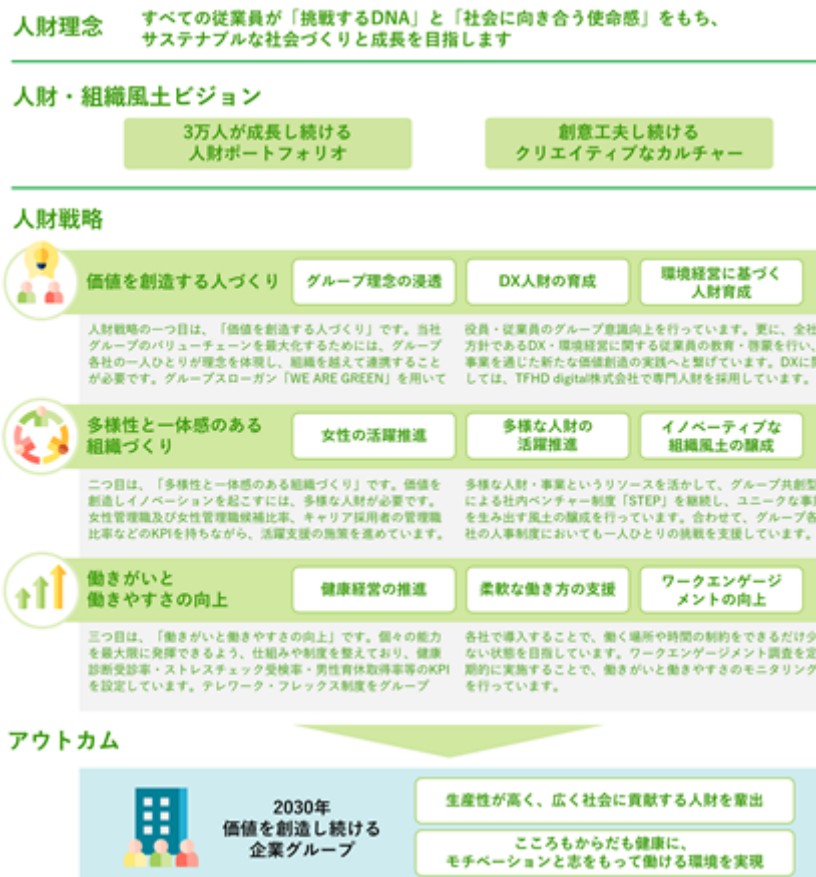 人財理念
すべての従業員が「挑戦するDNA」と「社会に向き合う使命感」をもち、
サステナブルな社会づくりと成長を目指します
人財・組織風土ビジョン
3万人が成長し続ける
人財ポートフォリオ
創意工夫し続ける
クリエイティブなカルチャー
人財戦略
価値を創造する人づくり
グループ理念の浸透
DX人財の育成
環境経営に基づく
人財育成
人財戦略の一つ目は、「価値を創造する人づくり」です。当社
グループのバリューチェーンを最大化するためには、グループ
各社の一人ひとりが理念を体現し、組織を越えて連携すること
が必要です。グループスローガン「WE ARE GREEN」を用いて
役員・従業員のグループ意識向上を行っています。更に、全社
方針であるDX・環境経営に関する従業員の教育・啓蒙を行い、
事業を通じた新たな価値創造の実践へと繋げています。DXに
しては、TFHD digital株式会社で専門人財を採用しています。
多様性と一体感のある
組織づくり
女性の活躍推進
多様な人財の
活躍推進
イノベーティブな
組織風土の醸成
二つ目は、「多様性と一体感のある組織づくり」です。価値を
創造しイノベーションを起こすには、多様な人財が必要です。
女性管理職及び女性管理職候補比率、キャリア採用者の管理職
比率などのKPIを持ちながら、活躍支援の施策を進めています。
多様な人財・事業というリソースを活かして、グループ共創型
による社内ベンチャー制度「STEP」を継続し、ユニークな事
を生み出す風土の醸成を行っています。合わせて、グループ各
社の人事制度においても一人ひとりの挑戦を支援しています。
働きがいと
働きやすさの向上
健康経営の推進
柔軟な働き方の支援
ワークエンゲージ
メントの向上
三つ目は、「働きがいと働きやすさの向上」です。個々の能力
を最大限に発揮できるよう、仕組みや制度を整えており、健康
診断受診率・ストレスチェック受検率・男性育休取得率等のKPI
を設定しています。テレワーク・フレックス制度をグループ
各社で導入することで、働く場所や時間の制約をできるだけ少
ない状態を目指しています。ワークエンゲージメント調査を定
期的に実施することで、働きがいと働きやすさのモニタリング
を行っています。
アウトカム
2030年
価値を創造し続ける
企業グループ
生産性が高く、広く社会に貢献する人財を輩出
こころもからだも健康に、
モチベーションと志をもって働ける環境を実現